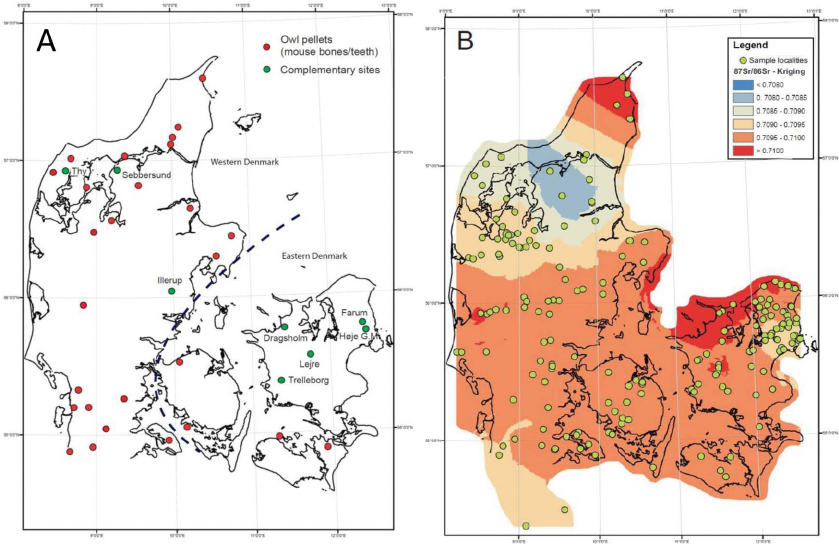 A
Owl pellets
(mouse bones/teeth)
Complementary sites
Western Denmark
Thy
Sebbersund
Eastern Denmark
Illerup
Farum
Dragsholm
Høje G.M.
Lejre
Trelleborg
B
Legend
Sample localities
87Sr/86Sr - Kriging
< 0.7080
0. 7080 - 0.7085
0.7085 - 0.7090
0.7090 - 0.7095
0.7095 - 0.7100
> 0.7100